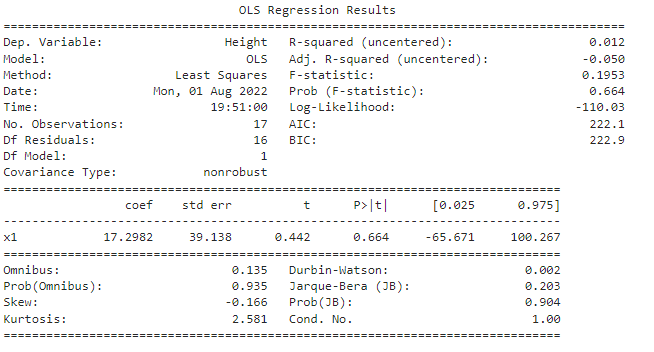 OLS Regression Results
=======================================================================================
Dep. Variable:                 Height   R-squared (uncentered):                   0.012
Model:                            OLS   Adj. R-squared (uncentered):             -0.050
Method:                 Least Squares   F-statistic:                             0.1953
Date:                Mon, 01 Aug 2022   Prob (F-statistic):                       0.664
Time:                        19:51:00   Log-Likelihood:                         -110.03
No. Observations:                  17   AIC:                                      222.1
Df Residuals:                      16   BIC:                                      222.9
Df Model:                           1
Covariance Type:            nonrobust
==============================================================================
                 coef    std err          t      P>|t|      [0.025      0.975]
------------------------------------------------------------------------------
x1            17.2982     39.138      0.442      0.664     -65.671     100.267
==============================================================================
Omnibus:                        0.135   Durbin-Watson:                   0.002
Prob(Omnibus):                  0.935   Jarque-Bera (JB):                0.203
Skew:                          -0.166   Prob(JB):                        0.904
Kurtosis:                       2.581   Cond. No.                         1.00
==============================================================================